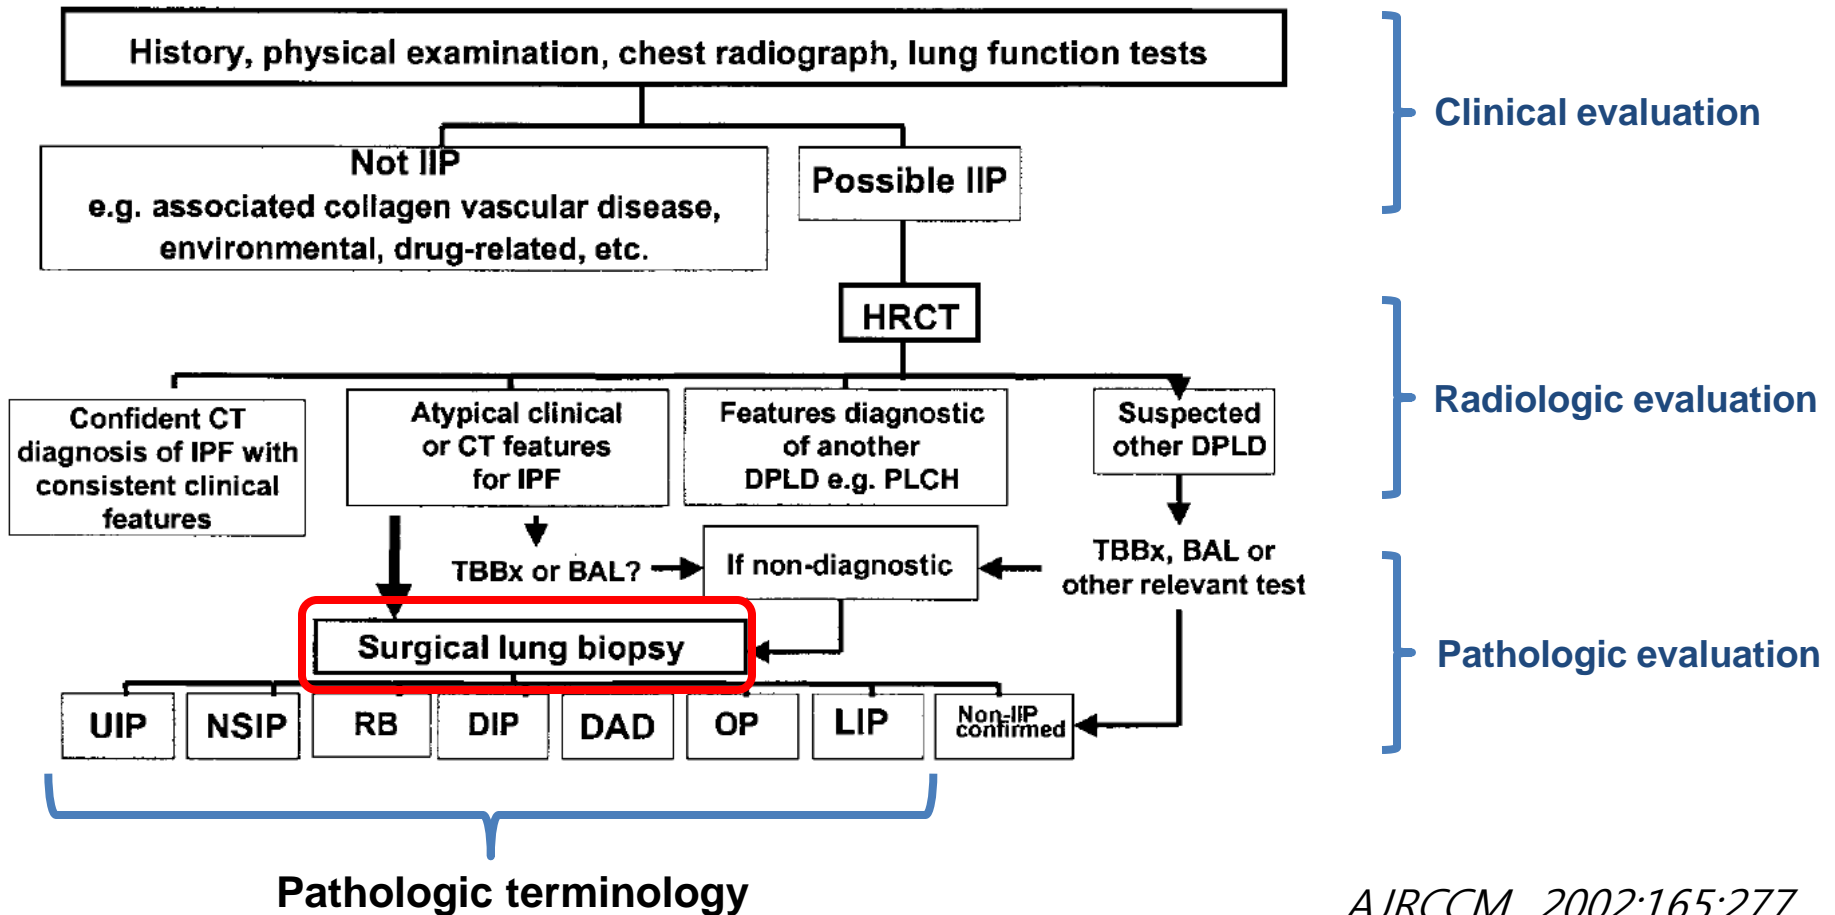 History, physical examination, chest radiograph, lung function tests
Clinical evaluation
Not IIP
e.g. associated collagen vascular disease,
environmental, drug-related, etc.
Possible IIP
HRCT
Radiologic evaluation
Confident CT
diagnosis of IPF with
consistent clinical
features
Atypical clinical
or CT features
for IPF
Features diagnostic
of another
DPLD e.g. PLCH
Suspected
other DPLD
TBBx or BAL?
If non-diagnostic
TBBx, BAL or
other relevant test
Surgical lung biopsy
Pathologic evaluation
UIP
NSIP
RB
DIP
DAD
OP
LIP
Non-IIP
confirmed
Pathologic terminology
AJRCCM 2002;165:277